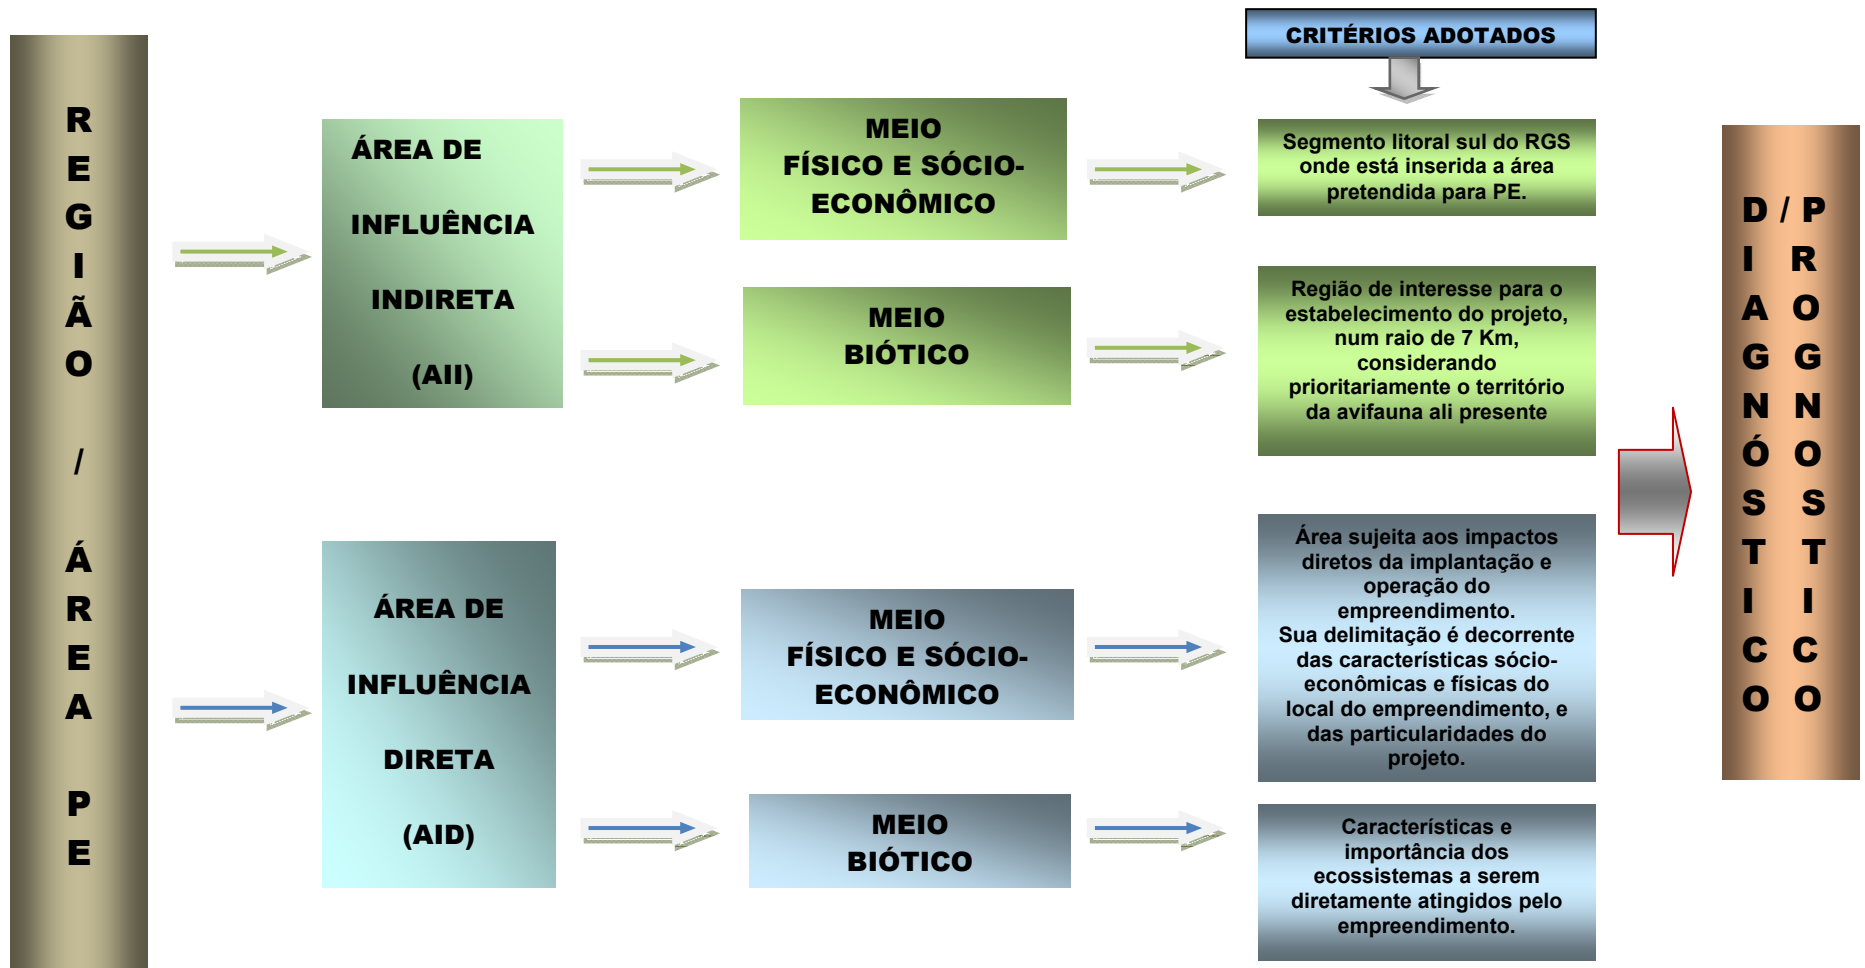 REGIÃO / ÁREA PE
ÁREA DE
INFLUÊNCIA
INDIRETA
(AII)
MEIO
FÍSICO E SÓCIO-
ECONÔMICO
MEIO
BIÓTICO
CRITÉRIOS ADOTADOS
Segmento litoral sul do RGS
onde está inserida a área
pretendida para PE.
Região de interesse para o
estabelecimento do projeto,
num raio de 7 Km,
considerando
prioritariamente o território
da avifauna ali presente
ÁREA DE
INFLUÊNCIA
DIRETA
(AID)
MEIO
FÍSICO E SÓCIO-
ECONÔMICO
MEIO
BIÓTICO
Área sujeita aos impactos
diretos da implantação e
operação do
empreendimento.
Sua delimitação é decorrente
das características sócio-
econômicas e físicas do
local do empreendimento, e
das particularidades do
projeto.
Características e
importância dos
ecossistemas a serem
diretamente atingidos pelo
empreendimento.
DIAGNÓSTICO /
PROGNOSTICO